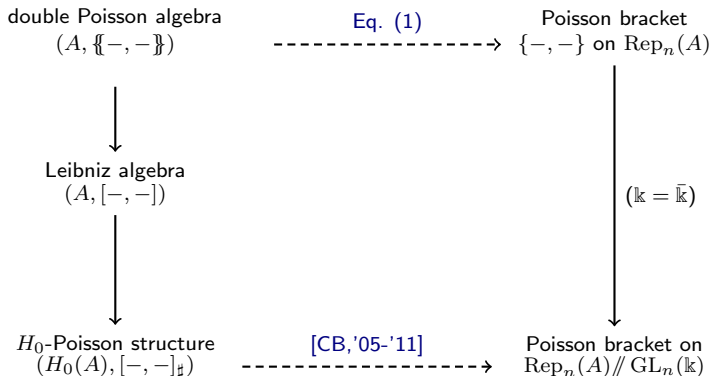 double Poisson algebra
(A, {{−, −}})
Eq. (1)
Poisson bracket
{−, −} on Rep_n(A)
Leibniz algebra
(A, [−, −])
(𝕜 = 𝕜̄)
H_0-Poisson structure
(H_0(A), [−, −]_♯)
[CB,'05-'11]
Poisson bracket on
Rep_n(A)// GL_n(𝕜)